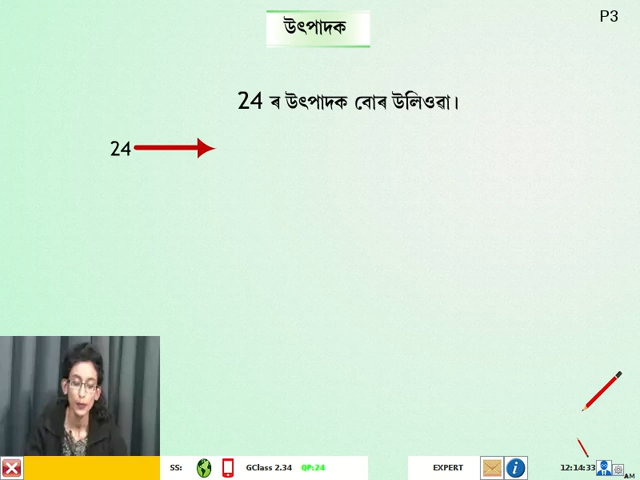 P3
উৎপাদক
24 ৰ উৎপাদক বোৰ উলিওৱা।
24
SS:
GClass 2.34
QP:24
EXPERT
12:14:33
AM